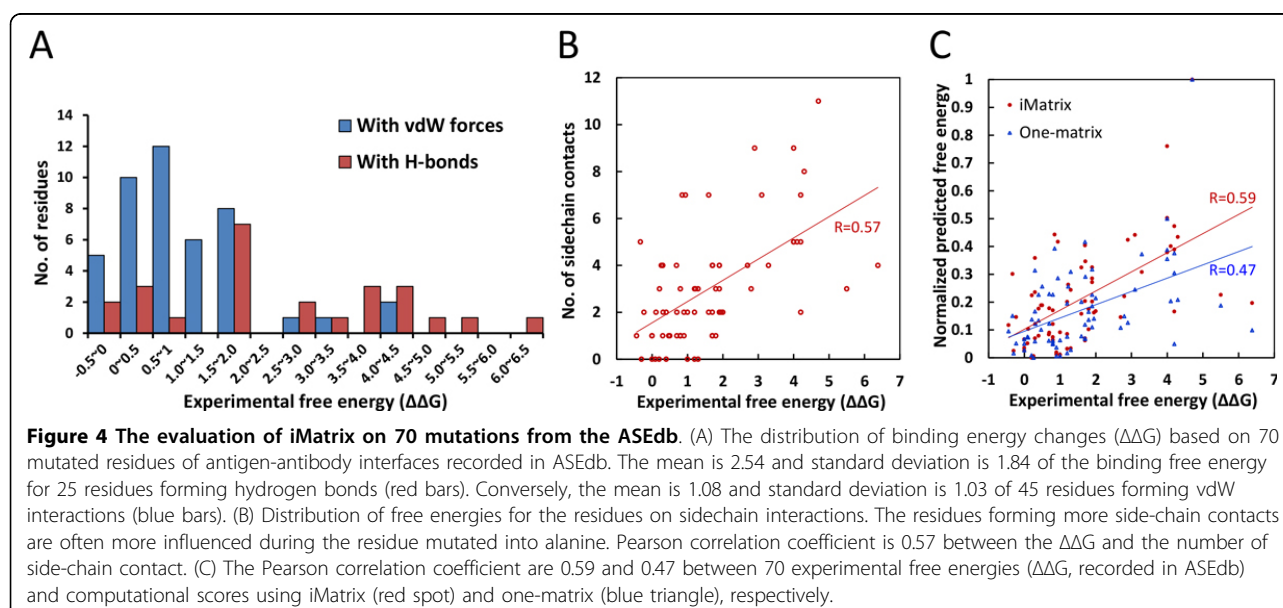 A
14
12
10
8
6
4
2
0
No. of residues
With vdW forces
With H-bonds
-0.5~0
0~0.5
0.5~1
1.0~1.5
1.5~2.0
2.0~2.5
2.5~3.0
3.0~3.5
3.5~4.0
4.0~4.5
4.5~5.0
5.0~5.5
5.5~6.0
6.0~6.5
Experimental free energy (ΔΔG)
B
12
10
8
6
4
2
0
No. of sidechain contacts
R=0.57
-1 0 1 2 3 4 5 6 7
Experimental free energy (ΔΔG)
C
1
0.9
0.8
0.7
0.6
0.5
0.4
0.3
0.2
0.1
0
Normalized predicted free energy
iMatrix
One-matrix
R=0.59
R=0.47
-1 0 1 2 3 4 5 6 7
Experimental free energy (ΔΔG)
Figure 4 The evaluation of iMatrix on 70 mutations from the ASEdb. (A) The distribution of binding energy changes (ΔΔG) based on 70
mutated residues of antigen-antibody interfaces recorded in ASEdb. The mean is 2.54 and standard deviation is 1.84 of the binding free energy
for 25 residues forming hydrogen bonds (red bars). Conversely, the mean is 1.08 and standard deviation is 1.03 of 45 residues forming vdW
interactions (blue bars). (B) Distribution of free energies for the residues on sidechain interactions. The residues forming more side-chain contacts
are often more influenced during the residue mutated into alanine. Pearson correlation coefficient is 0.57 between the ΔΔG and the number of
side-chain contact. (C) The Pearson correlation coefficient are 0.59 and 0.47 between 70 experimental free energies (ΔΔG, recorded in ASEdb)
and computational scores using iMatrix (red spot) and one-matrix (blue triangle), respectively.